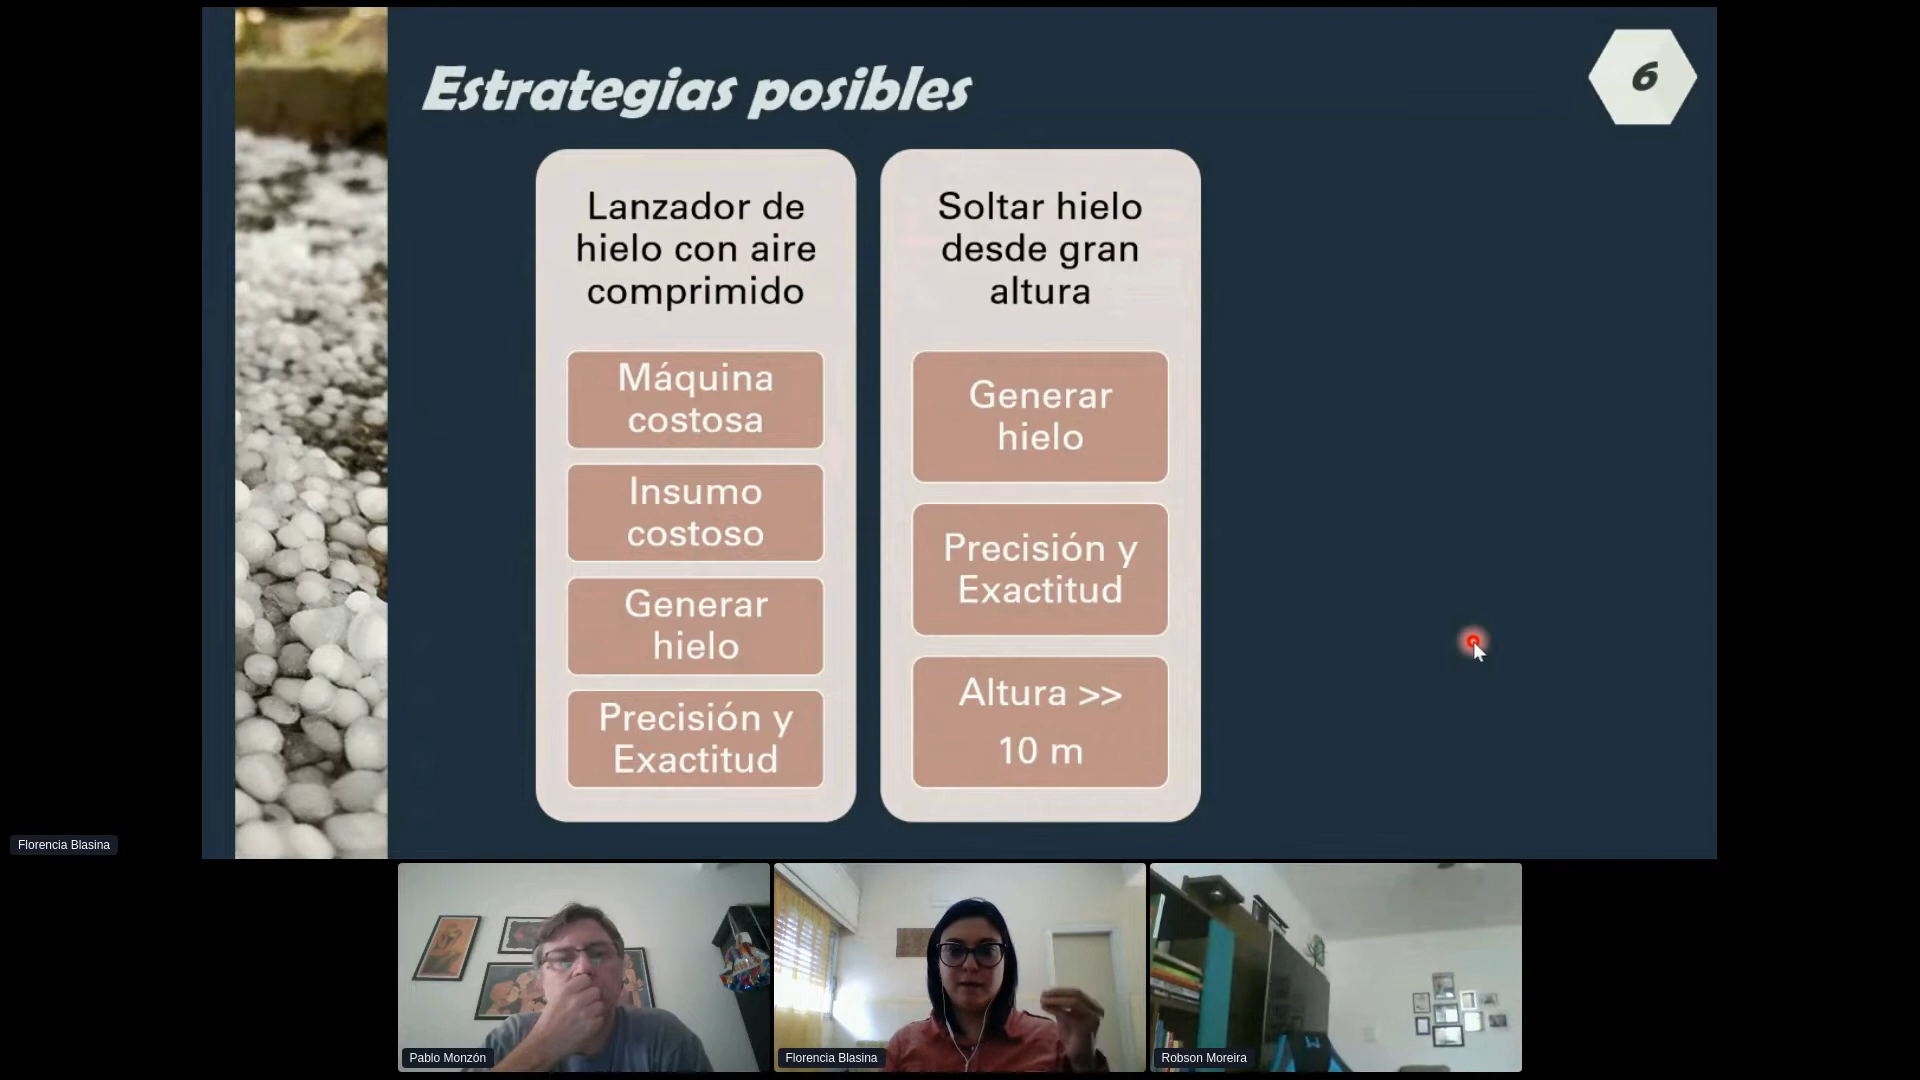 Estrategias posibles
6
Lanzador de
hielo con aire
comprimido
Máquina
costosa
Insumo
costoso
Generar
hielo
Precisión y
Exactitud
Soltar hielo
desde gran
altura
Generar
hielo
Precisión y
Exactitud
Altura >>
10 m
Florencia Blasina
Pablo Monzón
Florencia Blasina
Robson Moreira